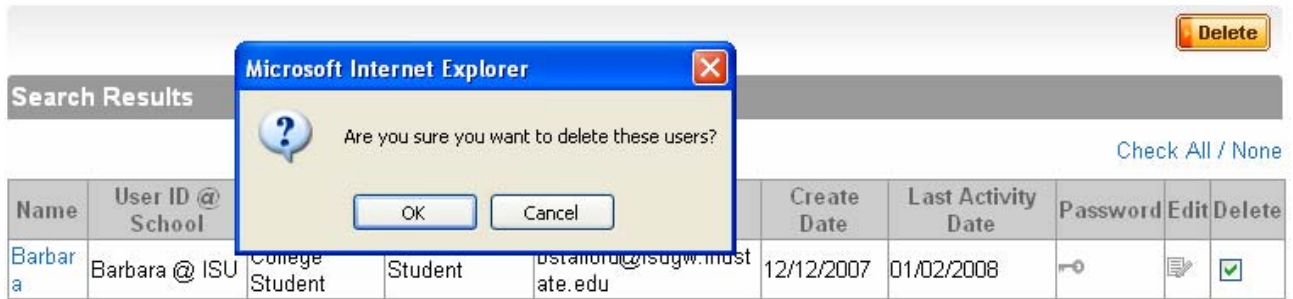 Delete
Microsoft Internet Explorer
Search Results
Are you sure you want to delete these users?
Check All / None
OK Cancel
Name User ID @ School Create Date Last Activity Date Password Edit Delete
Barbar
a
Barbara @ ISU
College
Student
Student
ate.edu
12/12/2007 01/02/2008